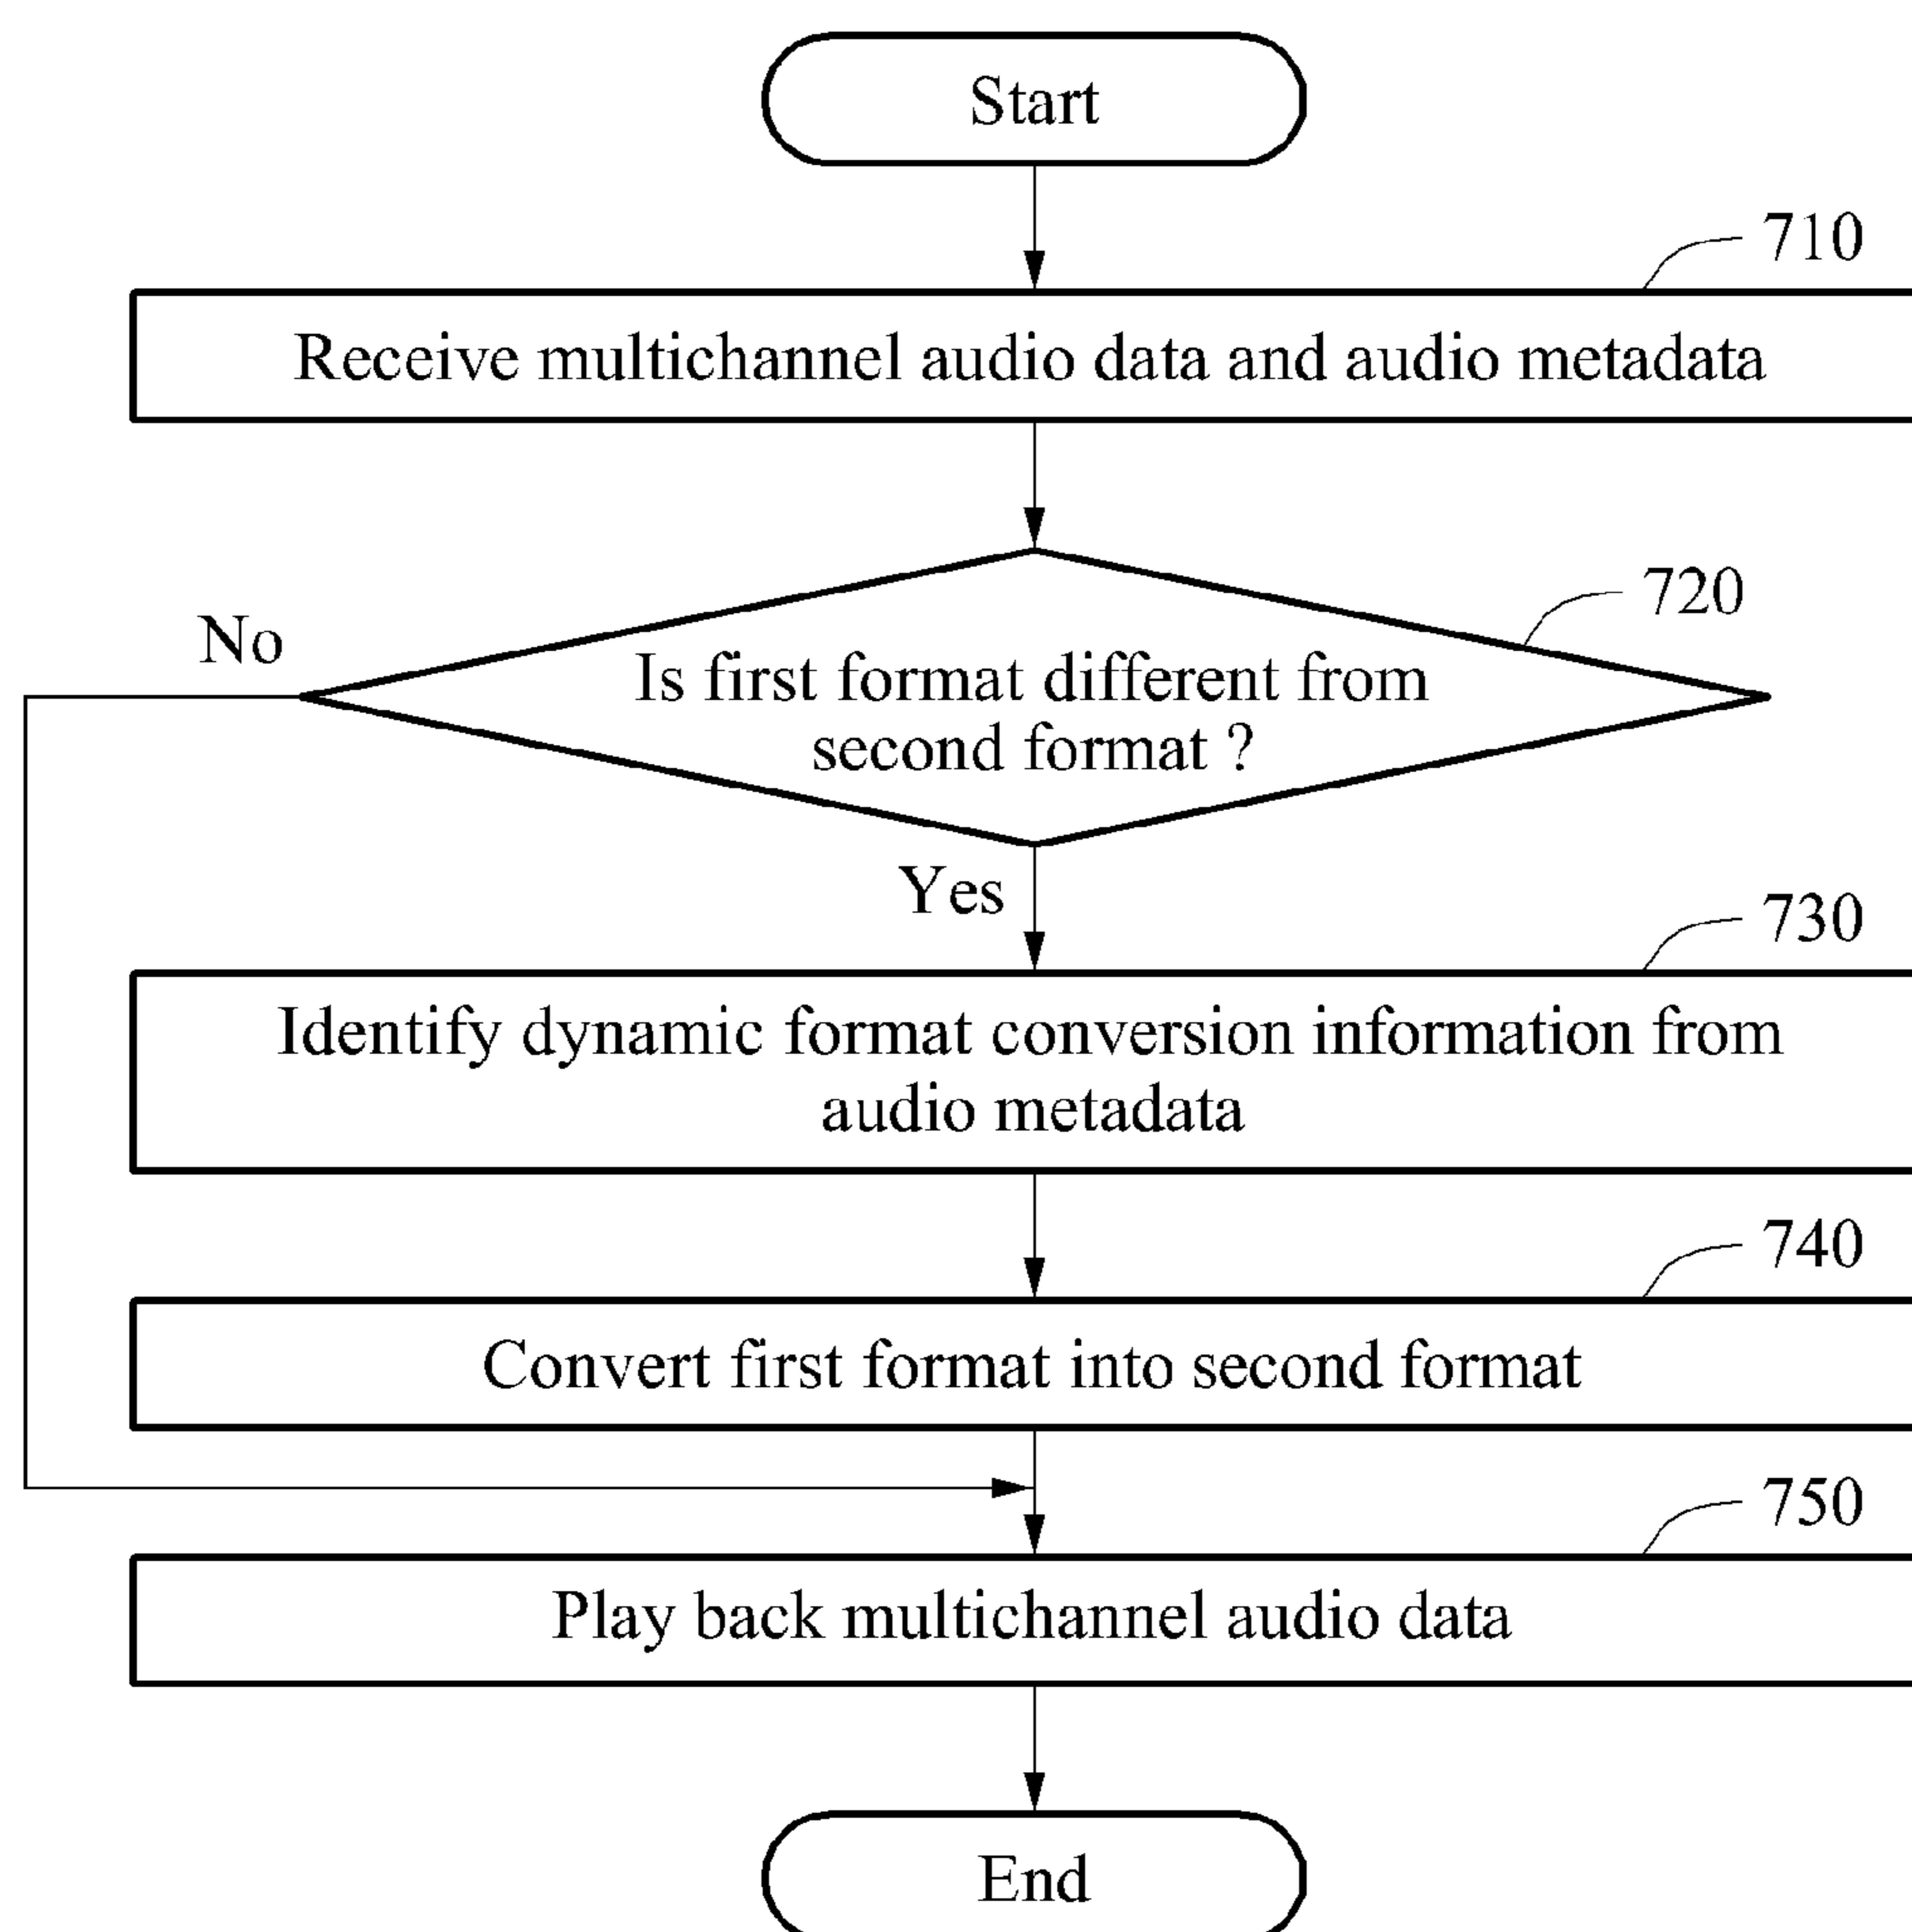 Start
710
Receive multichannel audio data and audio metadata
720
No
Is first format different from
second format ?
Yes
730
Identify dynamic format conversion information from
audio metadata
740
Convert first format into second format
750
Play back multichannel audio data
End